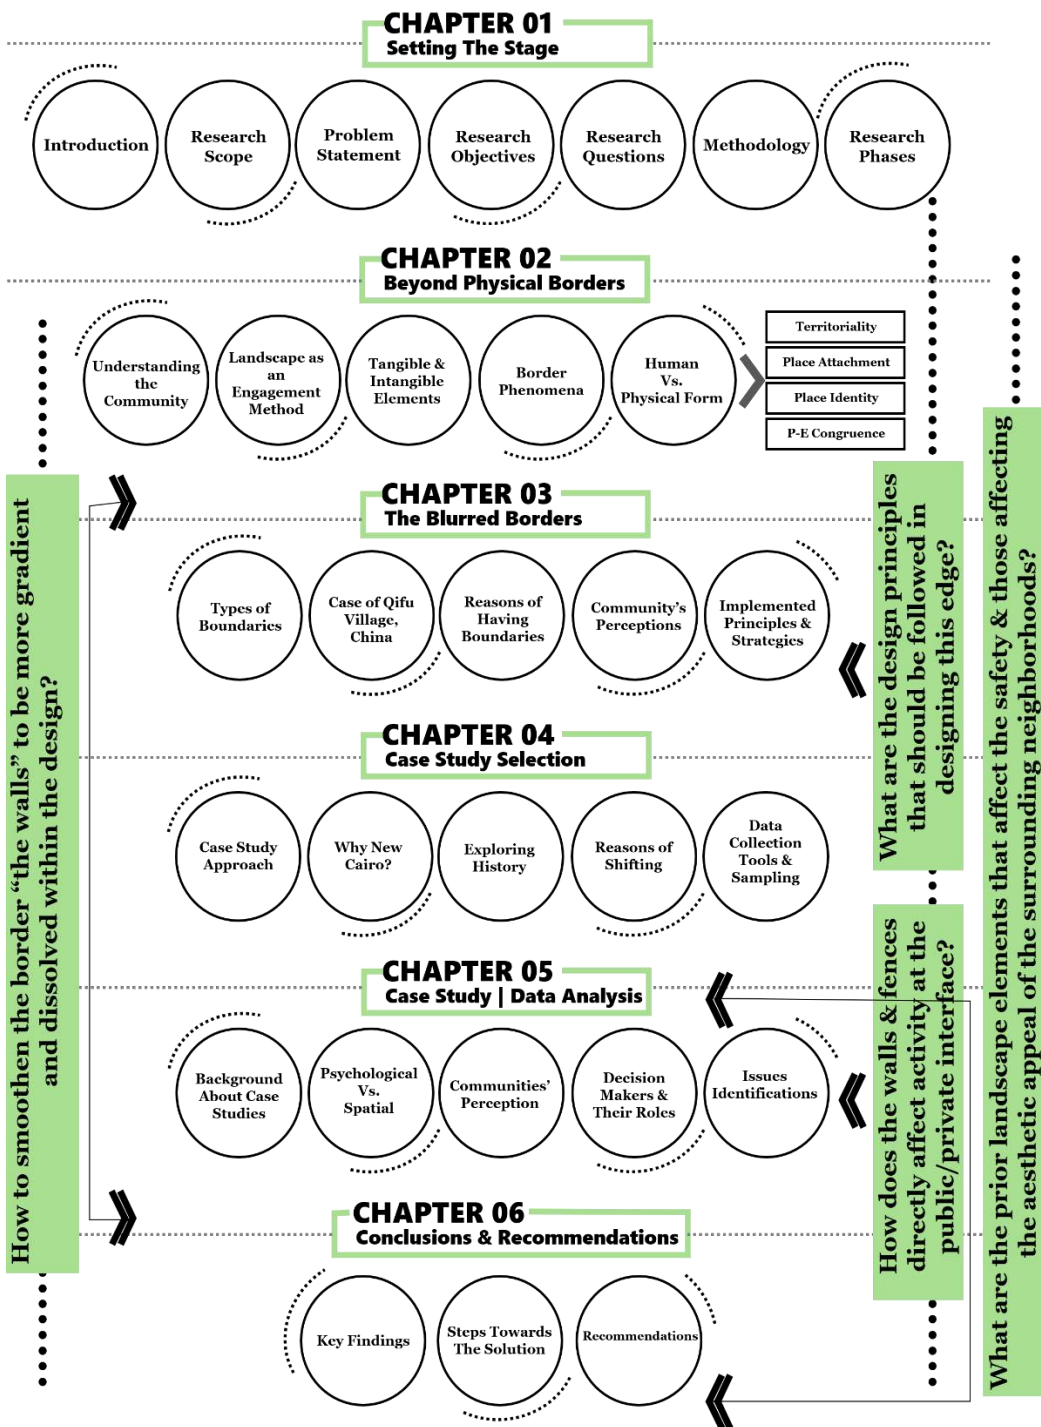 CHAPTER 01
Setting The Stage
Introduction
Research
Scope
Problem
Statement
Research
Objectives
Research
Questions
Methodology
Research
Phases
CHAPTER 02
Beyond Physical Borders
Understanding
the
Community
Landscape as
an
Engagement
Method
Tangible &
Intangible
Elements
Border
Phenomena
Human
Vs.
Physical Form
Territoriality
Place Attachment
Place Identity
P-E Congruence
CHAPTER 03
The Blurred Borders
Types of
Boundaries
Case of Qifu
Village,
China
Reasons of
Having
Boundaries
Community's
Perceptions
Implemented
Principles &
Strategies
CHAPTER 04
Case Study Selection
Case Study
Approach
Why New
Cairo?
Exploring
History
Reasons of
Shifting
Data
Collection
Tools &
Sampling
CHAPTER 05
Case Study | Data Analysis
Background
About Case
Studies
Psychological
Vs.
Spatial
Communities'
Perception
Decision
Makers &
Their Roles
Issues
Identifications
CHAPTER 06
Conclusions & Recommendations
Key Findings
Steps Towards
The Solution
Recommendations
How to smoothen the border “the walls” to be more gradient
and dissolved within the design?
What are the design principles
that should be followed in
designing this edge?
How does the walls & fences
directly affect activity at the
public/private interface?
What are the prior landscape elements that affect the safety & those affecting
the aesthetic appeal of the surrounding neighborhoods?